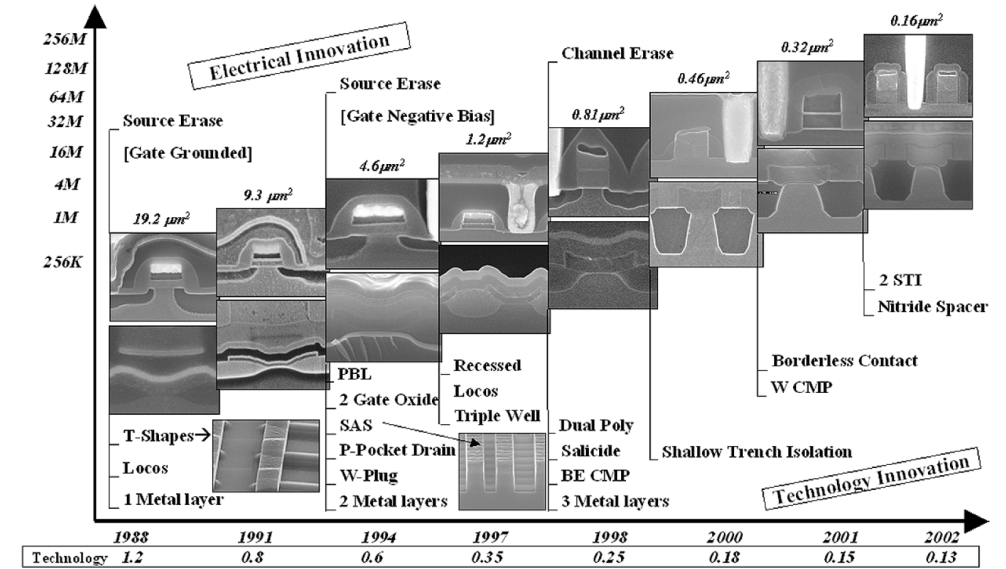 256M
128M
64M
32M
16M
4M
1M
256K
Electrical Innovation
Source Erase
[Gate Grounded]
Source Erase
[Gate Negative Bias]
Channel Erase
19.2 μm²
9.3 μm²
4.6μm²
1.2μm²
0.81μm²
0.46μm²
0.32μm²
0.16μm²
T-Shapes
Locos
1 Metal layer
PBL
2 Gate Oxide
SAS
P-Pocket Drain
W-Plug
2 Metal layers
Recessed
Locos
Triple Well
Dual Poly
Salicide
BE CMP
3 Metal layers
Shallow Trench Isolation
Borderless Contact
W CMP
2 STI
Nitride Spacer
Technology Innovation
1988 1991 1994 1997 1998 2000 2001 2002
Technology 1.2 0.8 0.6 0.35 0.25 0.18 0.15 0.13